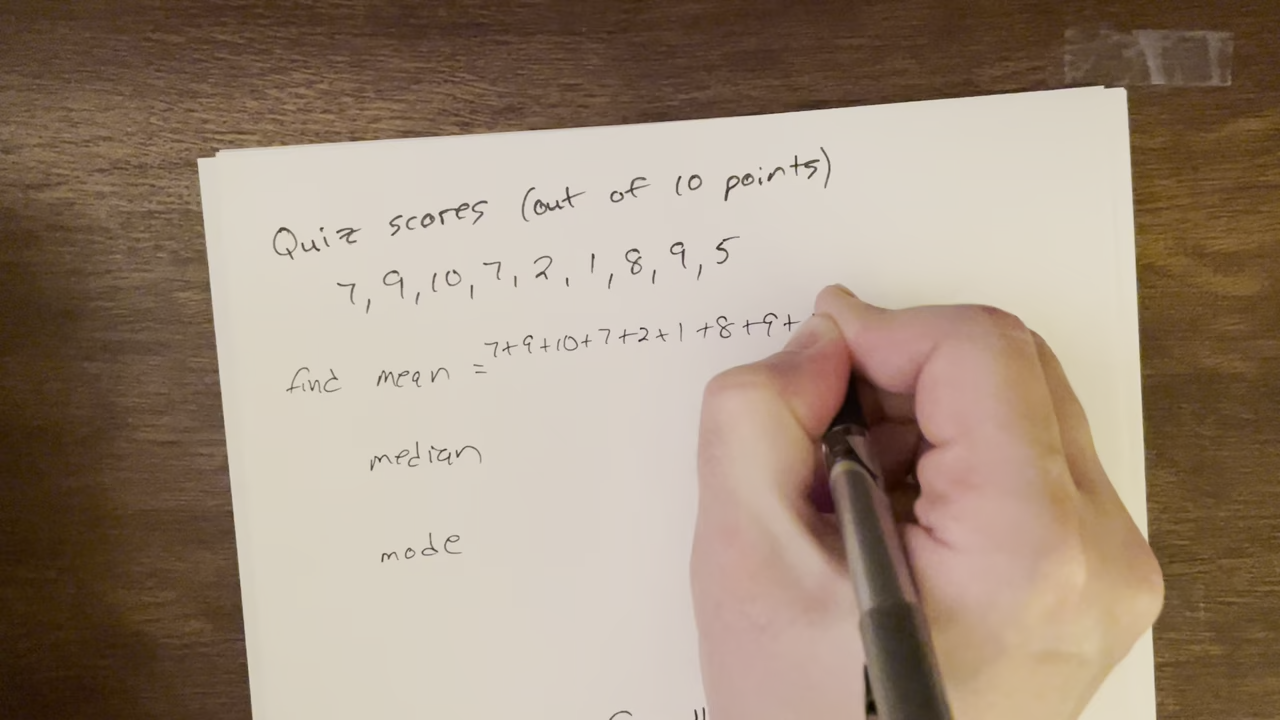 Quiz scores (out of 10 points)
7, 9, 10, 7, 2, 1, 8, 9, 5
7+9+10+7+2+1+8+9+
find mean =
median
mode